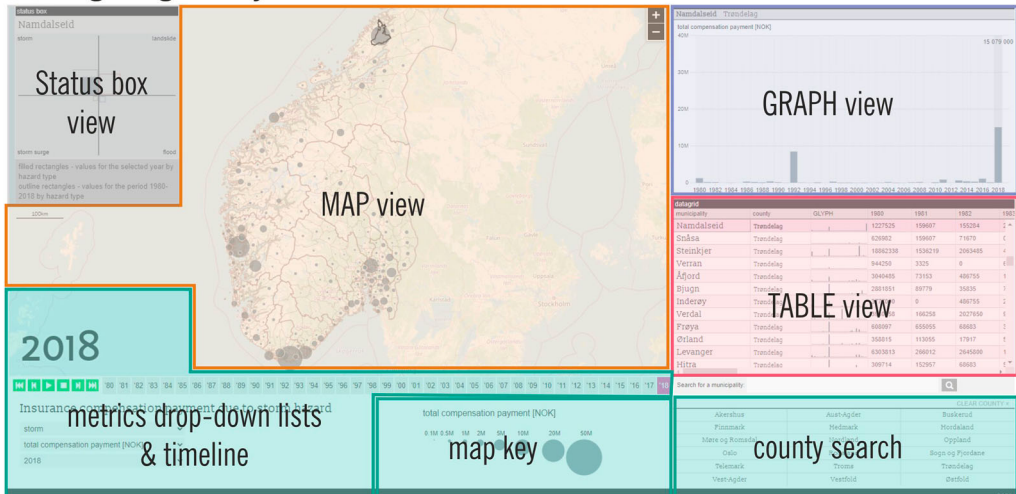 status box
Namdalseid
storm landslide
Status box
view
storm surge flood
filled rectangles - values for the selected year by
hazard type
outline rectangles - values for the period 1980-
2018 by hazard type
120km
+
−
MAP view
Stockholm
Namdalseid Trøndelag
total compensation payment [NOK]
40M
15 079 000
30M
20M
10M
0
1980 1982 1984 1986 1988 1990 1992 1994 1996 1998 2000 2002 2004 2006 2008 2010 2012 2014 2016 2018
GRAPH view
datagrid
municipality county GLYPH 1980 1981 1982 1983
Namdalseid Trøndelag 1227525 159607 155284
Snåsa Trøndelag 626962 159607 71670
Steinkjer Trøndelag 1536219 2063485
Verran Trøndelag 944250 3325 0
Åfjord Trøndelag 3040485 73153 486755
Bjugn Trøndelag 2801851 89779 35835
Inderøy Trøndelag 0 486755
Verdal Trøndelag 166258 2027650
Frøya Trøndelag 655055 68683
Ørland Trøndelag 358815 113055 17917
Levanger Trøndelag 6303813 266012 2645800
Hitra Trøndelag 309714 152957 68683
TABLE view
2018
'80 '81 '82 '83 '84 '85 '86 '87 '88 '89 '90 '91 '92 '93 '94 '95 '96 '97 '98 '99 '00 '01 '02 '03 '04 '05 '06 '07 '08 '09 '10 '11 '12 '13 '14 '15 '16 '17 '18
Insurance compensation payment due to storm hazard
storm
total compensation payment [NOK]
2018
metrics drop-down lists
& timeline
total compensation payment [NOK]
0.1M 0.5M 1M 2M 5M 10M 20M 50M
map key
Search for a municipality
CLEAR COUNTY ×
Akershus Aust-Agder Buskerud
Finnmark Hedmark Hordaland
Møre og Romsdal Nordland Oppland
Oslo Sogn og Fjordane
Telemark Troms Trøndelag
Vest-Agder Vestfold Østfold
county search